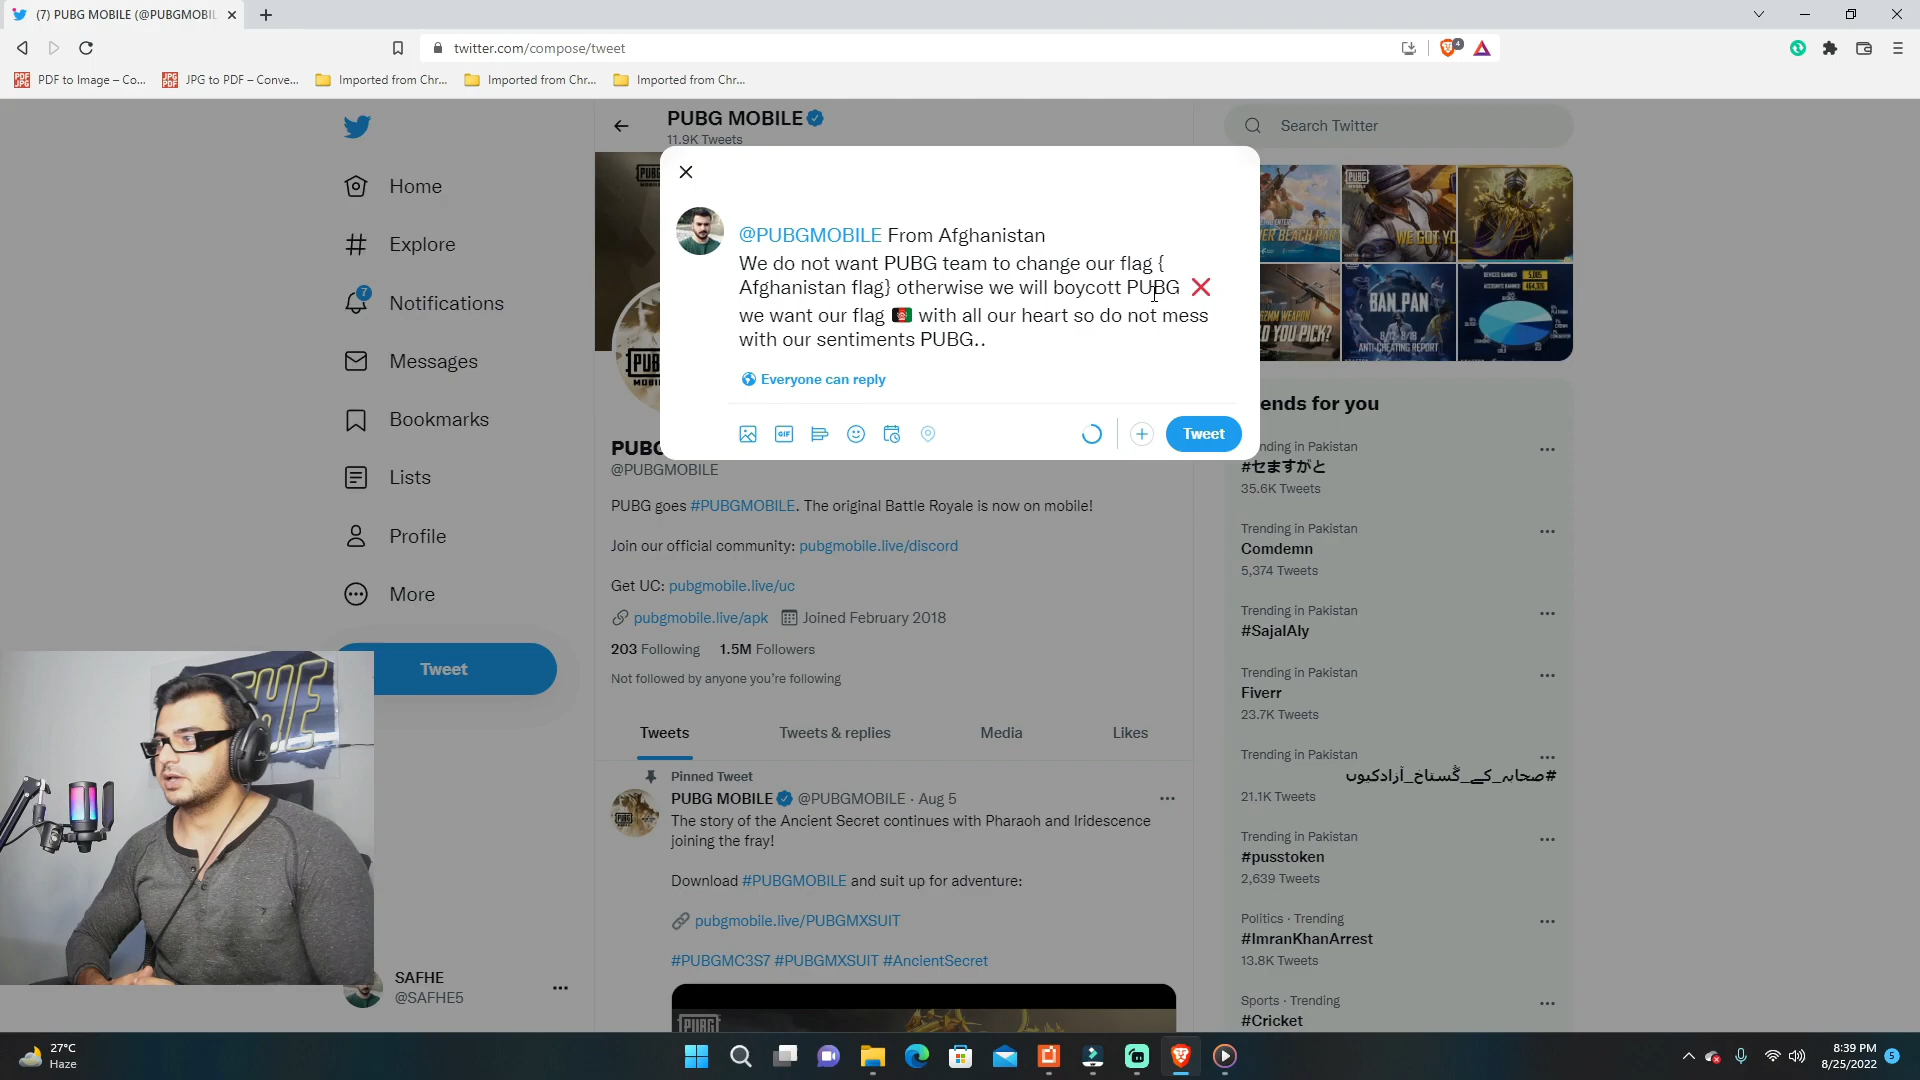 (7) PUBG MOBILE (@PUBGMOBIL
twitter.com/compose/tweet
4
PDF to Image – Co...
JPG to PDF – Conve...
Imported from Chr...
Imported from Chr...
Imported from Chr...
Home
Explore
7
Notifications
Messages
Bookmarks
Lists
Profile
More
Tweet
SAFHE
@SAFHE5
PUBG MOBILE
11.9K Tweets
@PUBGMOBILE From Afghanistan
We do not want PUBG team to change our flag {
Afghanistan flag} otherwise we will boycott PUBG ❌
we want our flag 🇦🇫 with all our heart so do not mess
with our sentiments PUBG..
Everyone can reply
GIF
Tweet
@PUBGMOBILE
PUBG goes #PUBGMOBILE. The original Battle Royale is now on mobile!
Join our official community: pubgmobile.live/discord
Get UC: pubgmobile.live/uc
pubgmobile.live/apk Joined February 2018
203 Following 1.5M Followers
Not followed by anyone you're following
Tweets Tweets & replies Media Likes
Pinned Tweet
PUBG MOBILE @PUBGMOBILE · Aug 5
The story of the Ancient Secret continues with Pharaoh and Iridescence
joining the fray!
Download #PUBGMOBILE and suit up for adventure:
pubgmobile.live/PUBGMXSUIT
#PUBGMC3S7 #PUBGMXSUIT #AncientSecret
PUBG
Search Twitter
BAN PAN
ANTI-CHEATING REPORT
ends for you
nding in Pakistan
#セますがと
35.6K Tweets
Trending in Pakistan
Comdemn
5,374 Tweets
Trending in Pakistan
#SajalAly
Trending in Pakistan
Fiverr
23.7K Tweets
Trending in Pakistan
#صحابہ_کے_گستاخ_آزادکیوں
21.1K Tweets
Trending in Pakistan
#pusstoken
2,639 Tweets
Politics · Trending
#ImranKhanArrest
13.8K Tweets
Sports · Trending
#Cricket
27°C
Haze
8:39 PM
8/25/2022
5